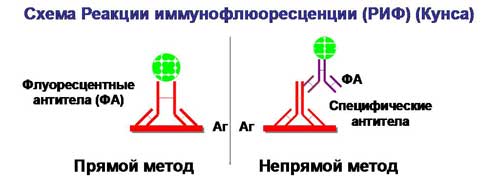 Схема Реакции иммунофлюоресценции (РИФ) (Кунса)
Флуоресцентные
антитела (ФА)
Аг
Прямой метод
ФА
Специфические
антитела
Аг
Непрямой метод